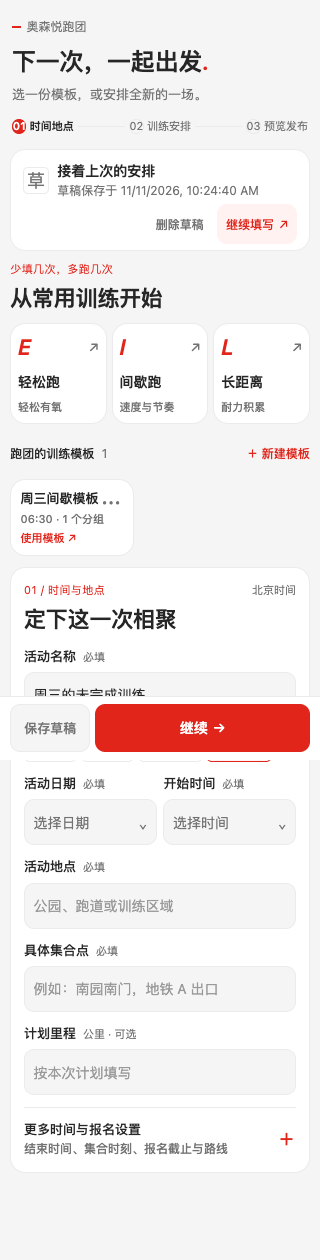 奥森悦跑团
下一次，一起出发.
选一份模板，或安排全新的一场。
01 时间地点 02 训练安排 03 预览发布
草
接着上次的安排
草稿保存于 11/11/2026, 10:24:40 AM
删除草稿 继续填写 ↗
少填几次，多跑几次
从常用训练开始
E ↗ I ↗ L ↗
轻松跑 间歇跑 长距离
轻松有氧 速度与节奏 耐力积累
跑团的训练模板 1 + 新建模板
周三间歇模板 ...
06:30 · 1 个分组
使用模板 ↗
01 / 时间与地点 北京时间
定下这一次相聚
活动名称 必填
周三的未完成训练
保存草稿 继续 →
活动日期 必填 开始时间 必填
选择日期 选择时间
活动地点 必填
公园、跑道或训练区域
具体集合点 必填
例如：南园南门，地铁 A 出口
计划里程 公里 · 可选
按本次计划填写
更多时间与报名设置 +
结束时间、集合时刻、报名截止与路线